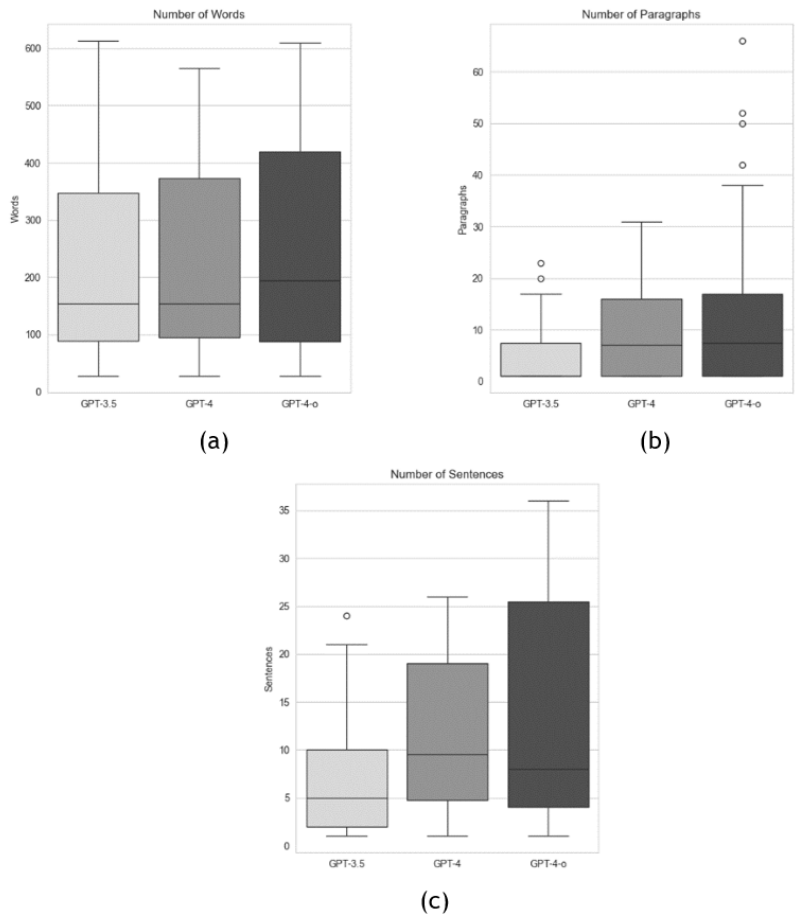 Number of Words
Words
600
500
400
300
200
100
0
GPT-3.5
GPT-4
GPT-4-o
(a)
Number of Paragraphs
Paragraphs
60
50
40
30
20
10
0
GPT-3.5
GPT-4
GPT-4-o
(b)
Number of Sentences
Sentences
35
30
25
20
15
10
5
0
GPT-3.5
GPT-4
GPT-4-o
(c)